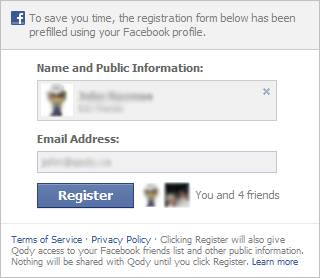 To save you time, the registration form below has been
prefilled using your Facebook profile.
Name and Public Information:
Email Address:
Register
You and 4 friends
Terms of Service · Privacy Policy · Clicking Register will also give
Qody access to your Facebook friends list and other public information.
Nothing will be shared with Qody until you click Register. Learn more